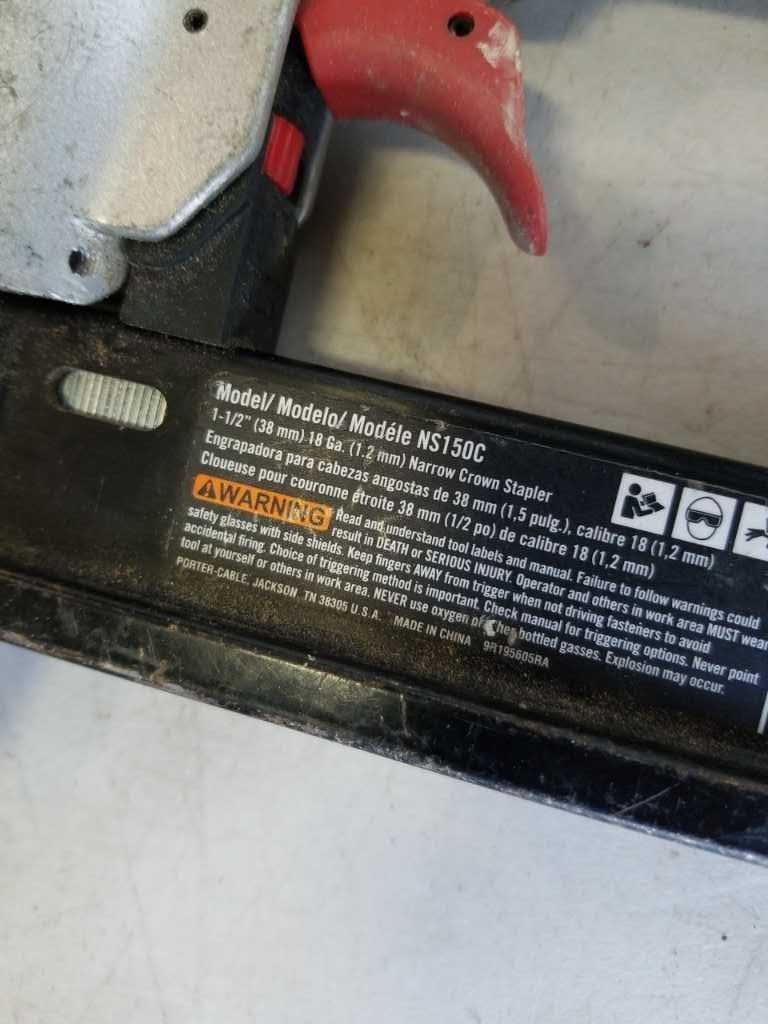 Model/ Modelo/ Modéle NS150C
1-1/2" (38 mm) 18 Ga. (1.2 mm) Narrow Crown Stapler
Engrapadora para cabezas angostas de 38 mm (1,5 pulg.), calibre 18 (1,2 mm)
Cloueuse pour couronne étroite 38 mm (1/2 po) de calibre 18 (1,2 mm)
WARNING Read and understand tool labels and manual. Failure to follow warnings could
result in DEATH or SERIOUS INJURY. Operator and others in work area MUST wear
safety glasses with side shields. Keep fingers AWAY from trigger when not driving fasteners to avoid
accidental firing. Choice of triggering method is important. Check manual for triggering options. Never point
tool at yourself or others in work area. NEVER use oxygen or other bottled gasses. Explosion may occur.
PORTER-CABLE, JACKSON, TN 38305 U.S.A. MADE IN CHINA 9R195605RA